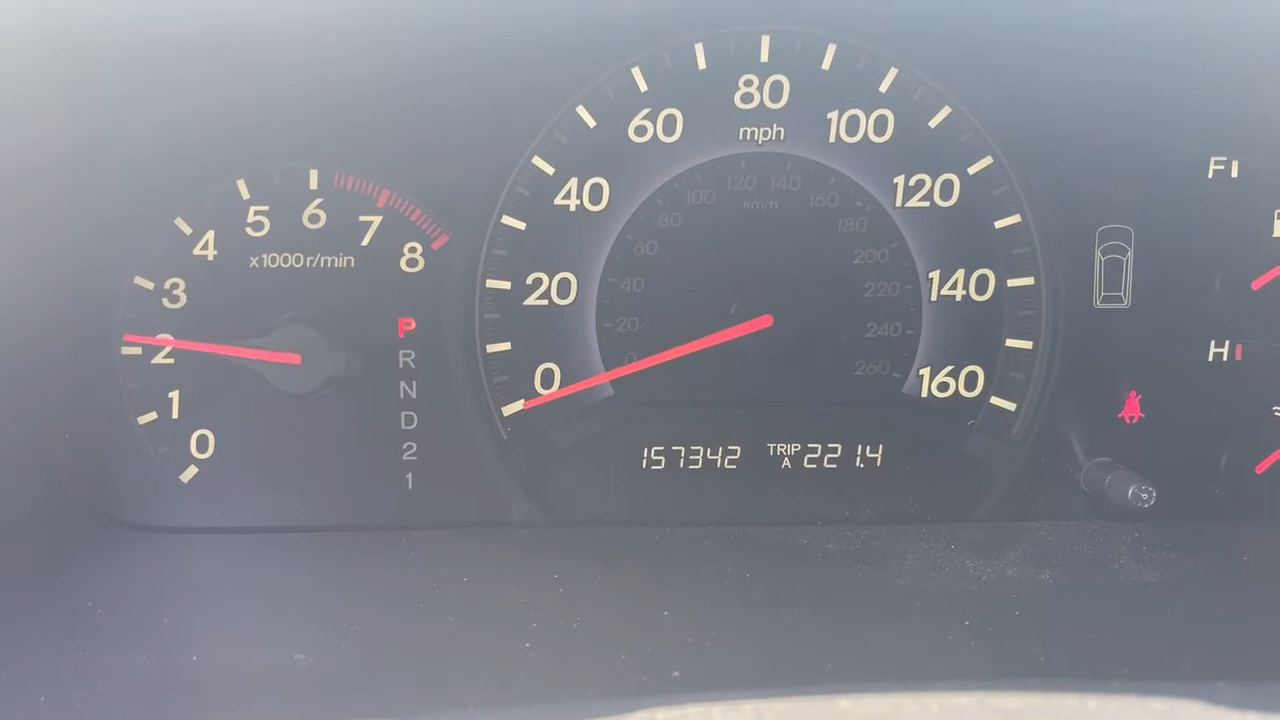 80
60 mph 100
40 120
20 140
0 160
100 120 140 160
km/h
80 180
60 200
40 220
20 240
0 260
5 6 7
4 8
x1000 r/min
3
2
1
0
P
R
N
D
2
1
157342 TRIP A 221.4
F
H